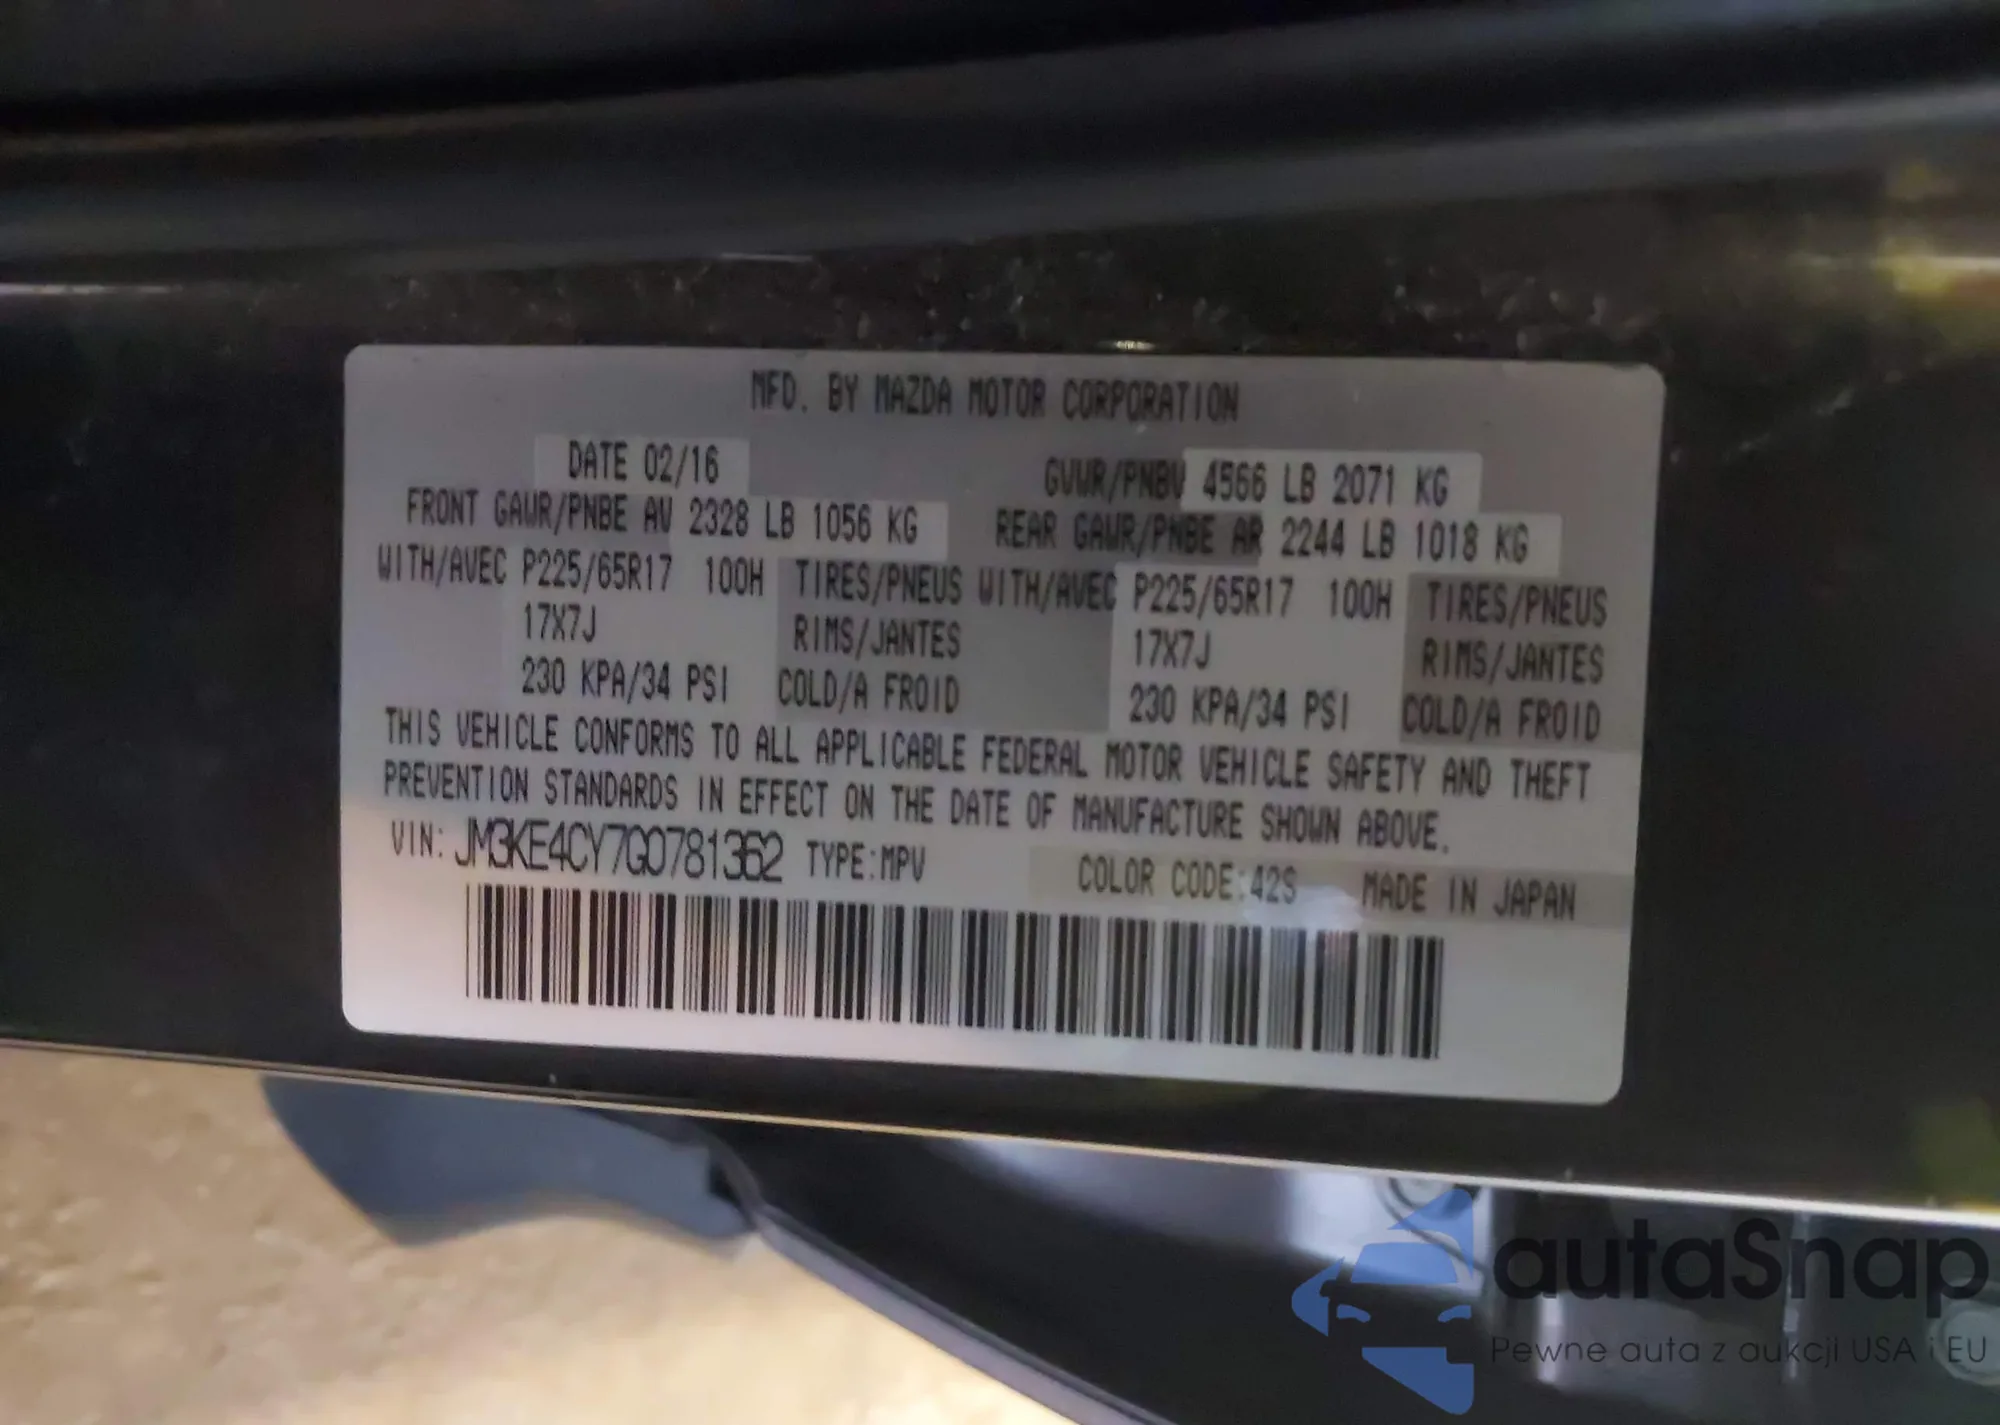 MFD. BY MAZDA MOTOR CORPORATION
DATE 02/16 GVWR/PNBV 4566 LB 2071 KG
FRONT GAWR/PNBE AV 2328 LB 1056 KG REAR GAWR/PNBE AR 2244 LB 1018 KG
WITH/AVEC P225/65R17 100H TIRES/PNEUS WITH/AVEC P225/65R17 100H TIRES/PNEUS
17X7J RIMS/JANTES 17X7J RIMS/JANTES
230 KPA/34 PSI COLD/A FROID 230 KPA/34 PSI COLD/A FROID
THIS VEHICLE CONFORMS TO ALL APPLICABLE FEDERAL MOTOR VEHICLE SAFETY AND THEFT
PREVENTION STANDARDS IN EFFECT ON THE DATE OF MANUFACTURE SHOWN ABOVE.
VIN: JM3KE4CY7G0781362 TYPE:MPV COLOR CODE:42S MADE IN JAPAN
autaSnap
Pewne auta z aukcji USA i EU